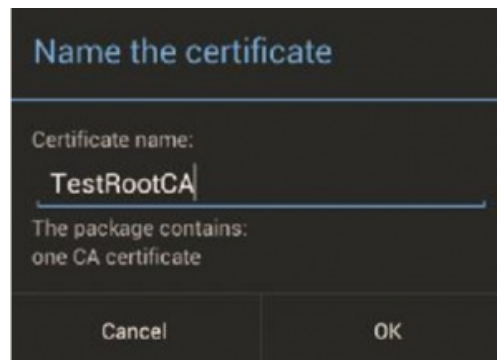 Name the certificate
Certificate name:
TestRootCA
The package contains:
one CA certificate
Cancel
OK